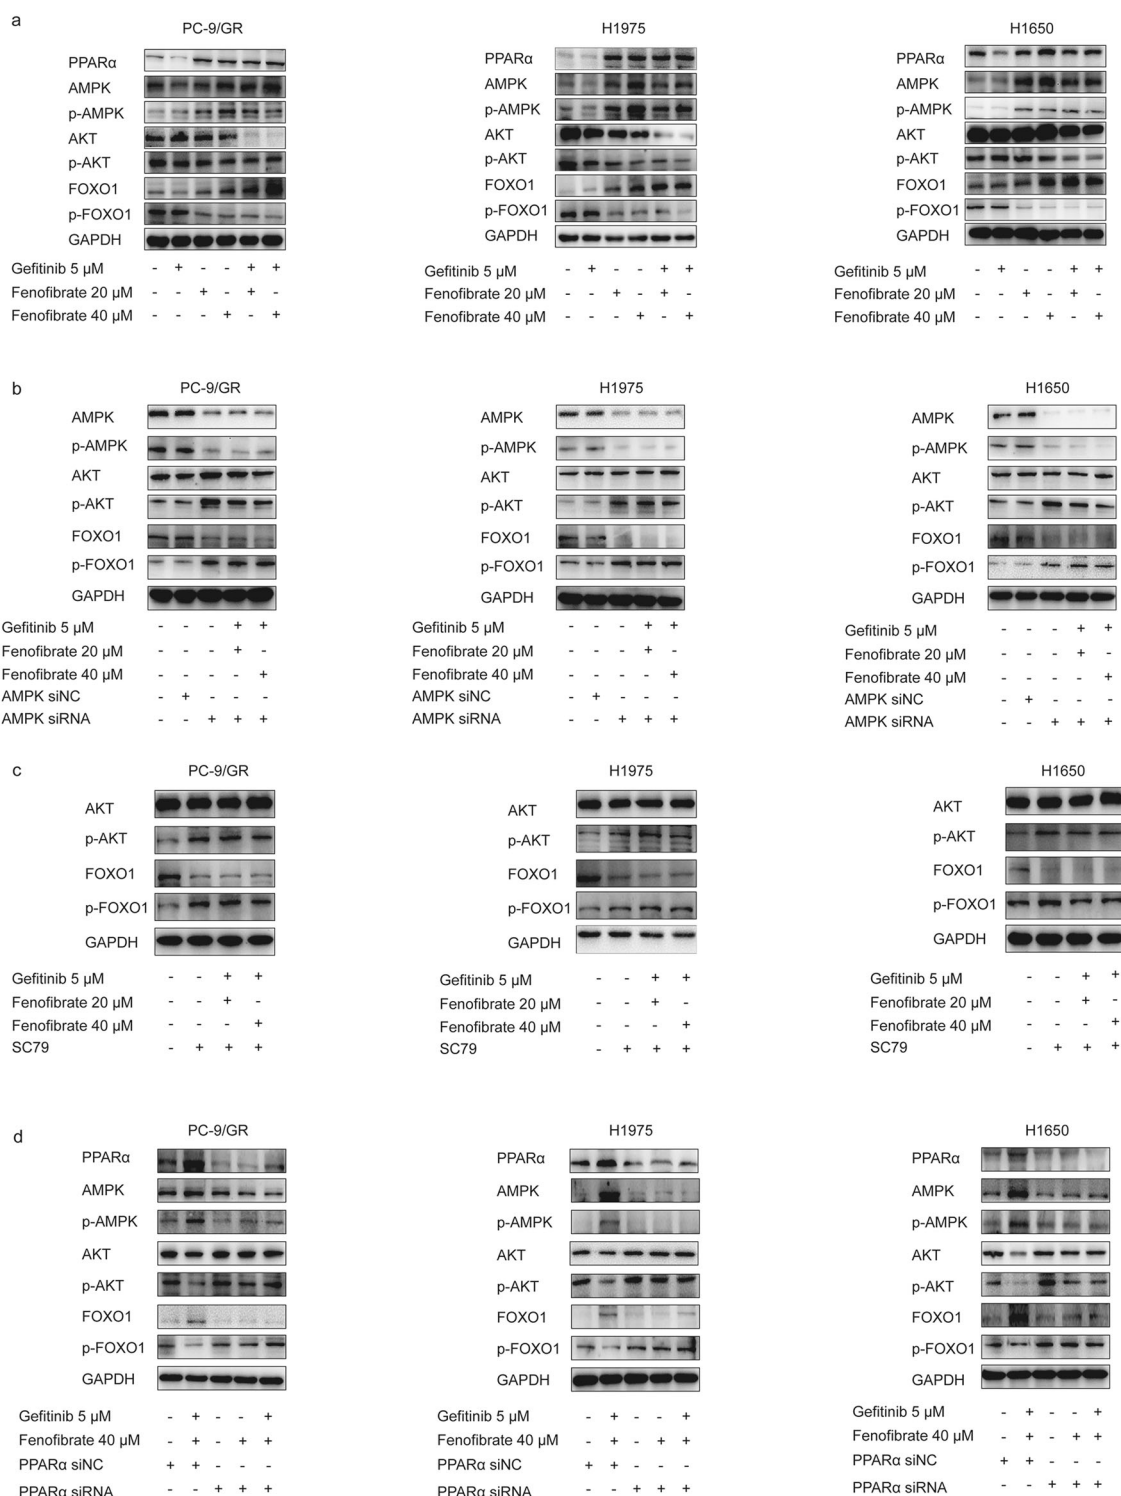 a
PC-9/GR
PPARα
AMPK
p-AMPK
AKT
p-AKT
FOXO1
p-FOXO1
GAPDH
Gefitinib 5 μM - + - - + +
Fenofibrate 20 μM - - + - + -
Fenofibrate 40 μM - - - + - +
H1975
PPARα
AMPK
p-AMPK
AKT
p-AKT
FOXO1
p-FOXO1
GAPDH
Gefitinib 5 μM - + - - + +
Fenofibrate 20 μM - - + - + -
Fenofibrate 40 μM - - - + - +
H1650
PPARα
AMPK
p-AMPK
AKT
p-AKT
FOXO1
p-FOXO1
GAPDH
Gefitinib 5 μM - + - - + +
Fenofibrate 20 μM - - + - + -
Fenofibrate 40 μM - - - + - +
b
PC-9/GR
AMPK
p-AMPK
AKT
p-AKT
FOXO1
p-FOXO1
GAPDH
Gefitinib 5 μM - - - + +
Fenofibrate 20 μM - - - + -
Fenofibrate 40 μM - - - - +
AMPK siNC - + - - -
AMPK siRNA - - + + +
H1975
AMPK
p-AMPK
AKT
p-AKT
FOXO1
p-FOXO1
GAPDH
Gefitinib 5 μM - - - + +
Fenofibrate 20 μM - - - + -
Fenofibrate 40 μM - - - - +
AMPK siNC - + - - -
AMPK siRNA - - + + +
H1650
AMPK
p-AMPK
AKT
p-AKT
FOXO1
p-FOXO1
GAPDH
Gefitinib 5 μM - - - + +
Fenofibrate 20 μM - - - + -
Fenofibrate 40 μM - - - - +
AMPK siNC - + - - -
AMPK siRNA - - + + +
c
PC-9/GR
AKT
p-AKT
FOXO1
p-FOXO1
GAPDH
Gefitinib 5 μM - - + +
Fenofibrate 20 μM - - + -
Fenofibrate 40 μM - - - +
SC79 - + + +
H1975
AKT
p-AKT
FOXO1
p-FOXO1
GAPDH
Gefitinib 5 μM - - + +
Fenofibrate 20 μM - - + -
Fenofibrate 40 μM - - - +
SC79 - + + +
H1650
AKT
p-AKT
FOXO1
p-FOXO1
GAPDH
Gefitinib 5 μM - - + +
Fenofibrate 20 μM - - + -
Fenofibrate 40 μM - - - +
SC79 - + + +
d
PC-9/GR
PPARα
AMPK
p-AMPK
AKT
p-AKT
FOXO1
p-FOXO1
GAPDH
Gefitinib 5 μM - + - - +
Fenofibrate 40 μM - + - + +
PPARα siNC + + - - -
PPARα siRNA - - + + +
H1975
PPARα
AMPK
p-AMPK
AKT
p-AKT
FOXO1
p-FOXO1
GAPDH
Gefitinib 5 μM - + - - +
Fenofibrate 40 μM - + - + +
PPARα siNC + + - - -
PPARα siRNA - - + + +
H1650
PPARα
AMPK
p-AMPK
AKT
p-AKT
FOXO1
p-FOXO1
GAPDH
Gefitinib 5 μM - + - - +
Fenofibrate 40 μM - + - + +
PPARα siNC + + - - -
PPARα siRNA - - + + +